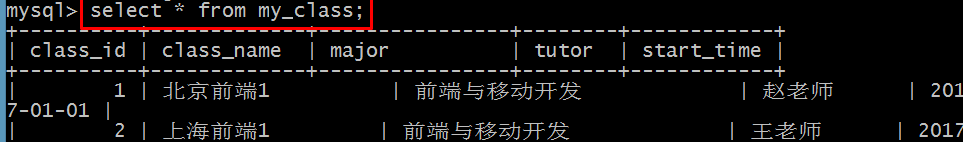 mysql> select * from my_class;
+----------+------------+---------------+-------+------------+
| class_id | class_name | major | tutor | start_time |
+----------+------------+---------------+-------+------------+
| 1 | 北京前端1 | 前端与移动开发 | 赵老师 | 201
7-01-01 |
| 2 | 上海前端1 | 前端与移动开发 | 王老师 | 2017